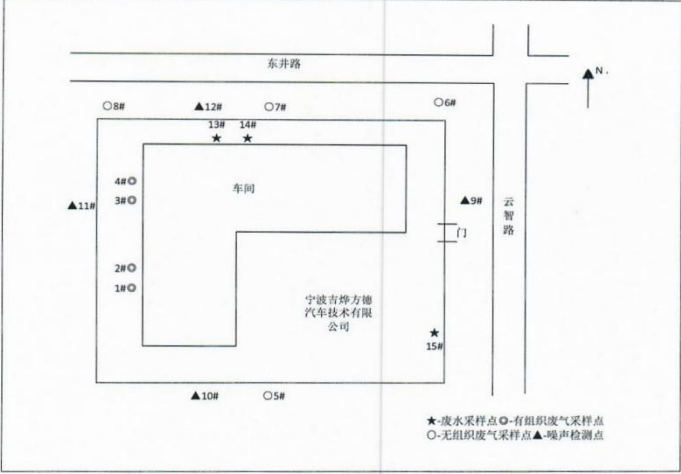 东井路
N.
○8#
▲12#
○7#
○6#
13#
14#
★
★
4#◎
车间
3#◎
▲11#
▲9#
云智路
门
2#◎
1#◎
宁波吉烨方德
汽车技术有限
公司
★
15#
▲10#
○5#
★-废水采样点◎-有组织废气采样点
○-无组织废气采样点▲-噪声检测点